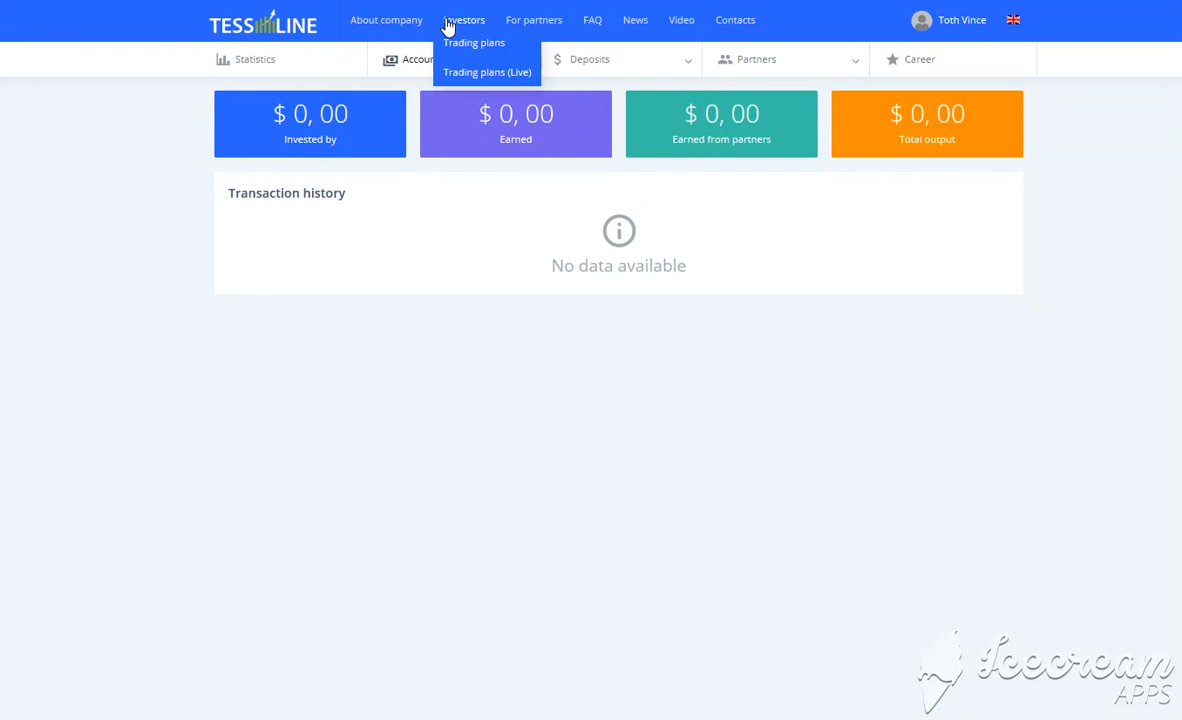 TESS LINE
About company
Investors
For partners
FAQ
News
Video
Contacts
Toth Vince
Trading plans
Trading plans (Live)
Statistics
Deposits
Partners
Career
$ 0, 00
Invested by
$ 0, 00
Earned
$ 0, 00
Earned from partners
$ 0, 00
Total output
Transaction history
No data available
Icecream
APPS